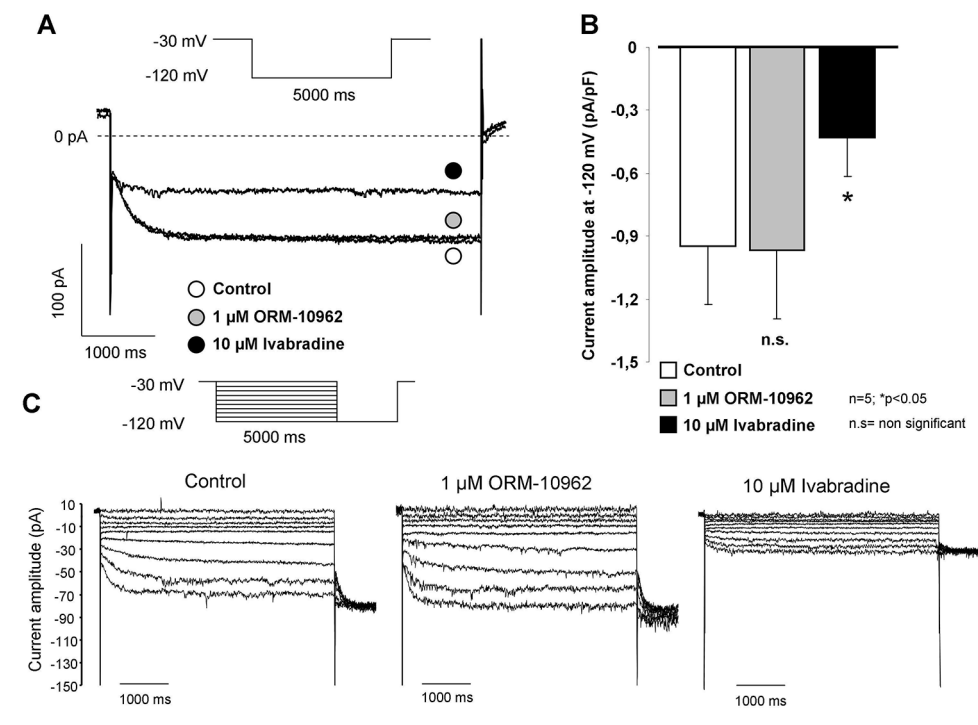 A
-30 mV
-120 mV
5000 ms
0 pA
100 pA
1000 ms
Control
1 µM ORM-10962
10 µM Ivabradine
B
Current amplitude at -120 mV (pA/pF)
0
-0,3
-0,6
-0,9
-1,2
-1,5
*
n.s.
Control
1 µM ORM-10962
10 µM Ivabradine
n=5; *p<0.05
n.s= non significant
C
-30 mV
-120 mV
5000 ms
Control
1 µM ORM-10962
10 µM Ivabradine
Current amplitude (pA)
10
-10
-30
-50
-70
-90
-110
-130
-150
1000 ms
1000 ms
1000 ms